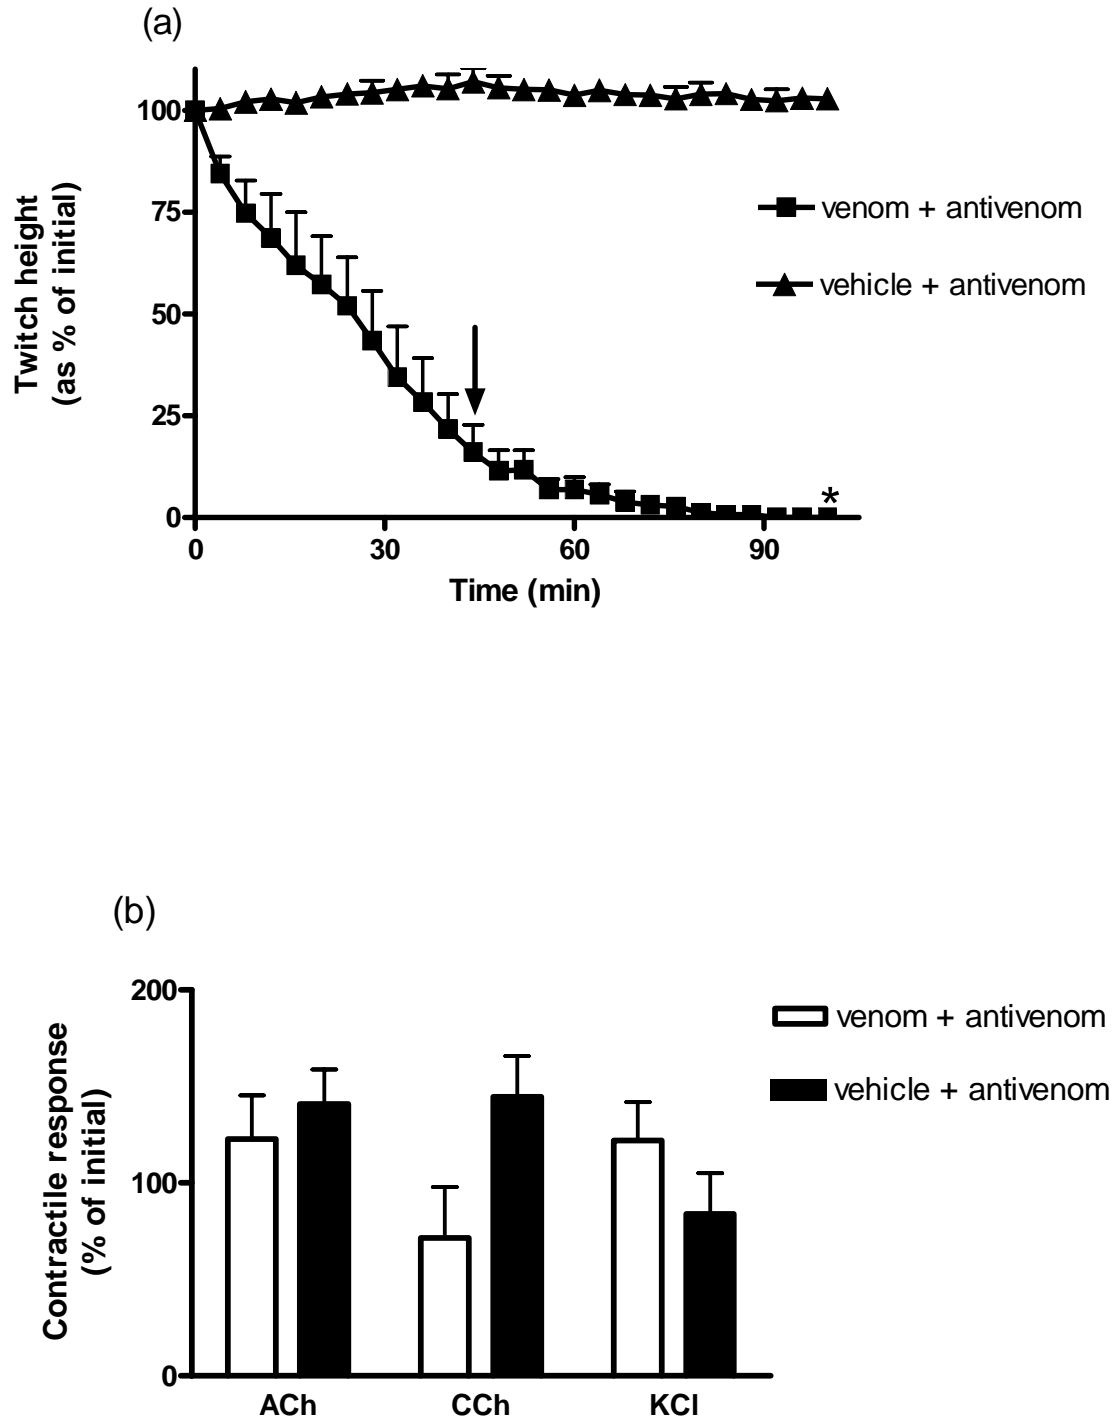 (a)
Twitch height
(as % of initial)
100
75
50
25
0
venom + antivenom
vehicle + antivenom
*
0 30 60 90
Time (min)
(b)
Contractile response
(% of initial)
200
100
0
venom + antivenom
vehicle + antivenom
ACh CCh KCl